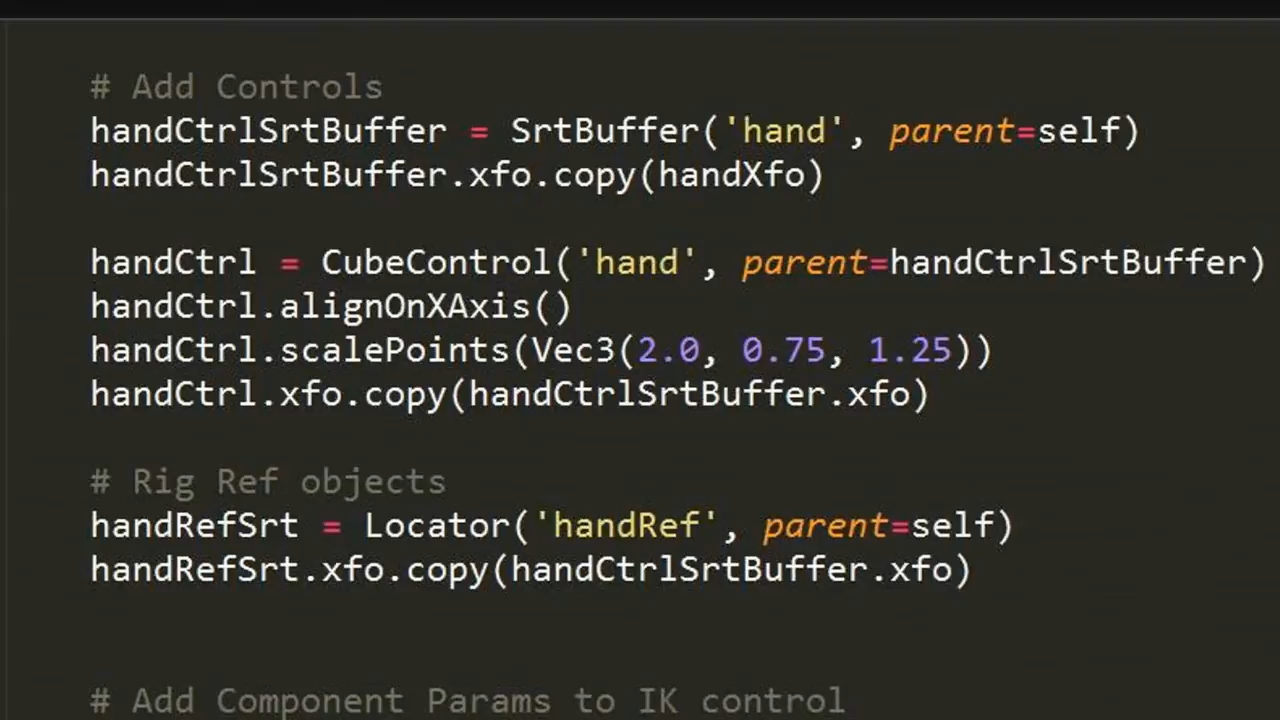 # Add Controls
handCtrlSrtBuffer = SrtBuffer('hand', parent=self)
handCtrlSrtBuffer.xfo.copy(handXfo)
handCtrl = CubeControl('hand', parent=handCtrlSrtBuffer)
handCtrl.alignOnXAxis()
handCtrl.scalePoints(Vec3(2.0, 0.75, 1.25))
handCtrl.xfo.copy(handCtrlSrtBuffer.xfo)
# Rig Ref objects
handRefSrt = Locator('handRef', parent=self)
handRefSrt.xfo.copy(handCtrlSrtBuffer.xfo)
# Add Component Params to IK control